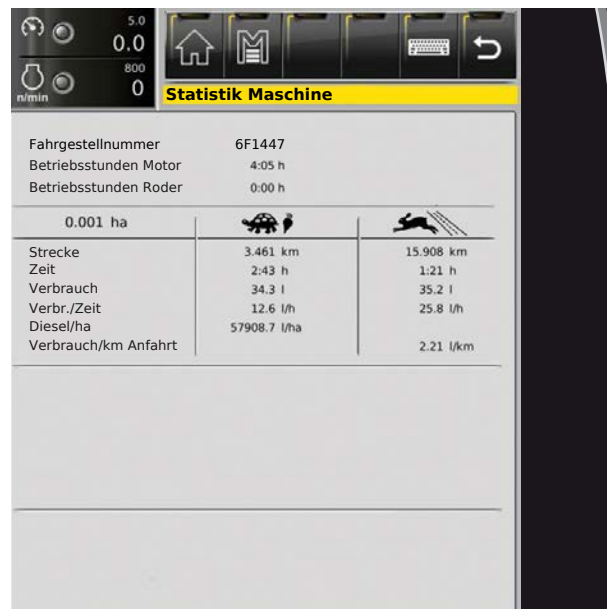 5.0
0.0
800
0
n/min
Statistik Maschine
Fahrgestellnummer 6F1447
Betriebsstunden Motor 4:05 h
Betriebsstunden Roder 0:00 h
0.001 ha
Strecke 3.461 km 15.908 km
Zeit 2:43 h 1:21 h
Verbrauch 34.3 l 35.2 l
Verbr./Zeit 12.6 l/h 25.8 l/h
Diesel/ha 57908.7 l/ha
Verbrauch/km Anfahrt 2.21 l/km